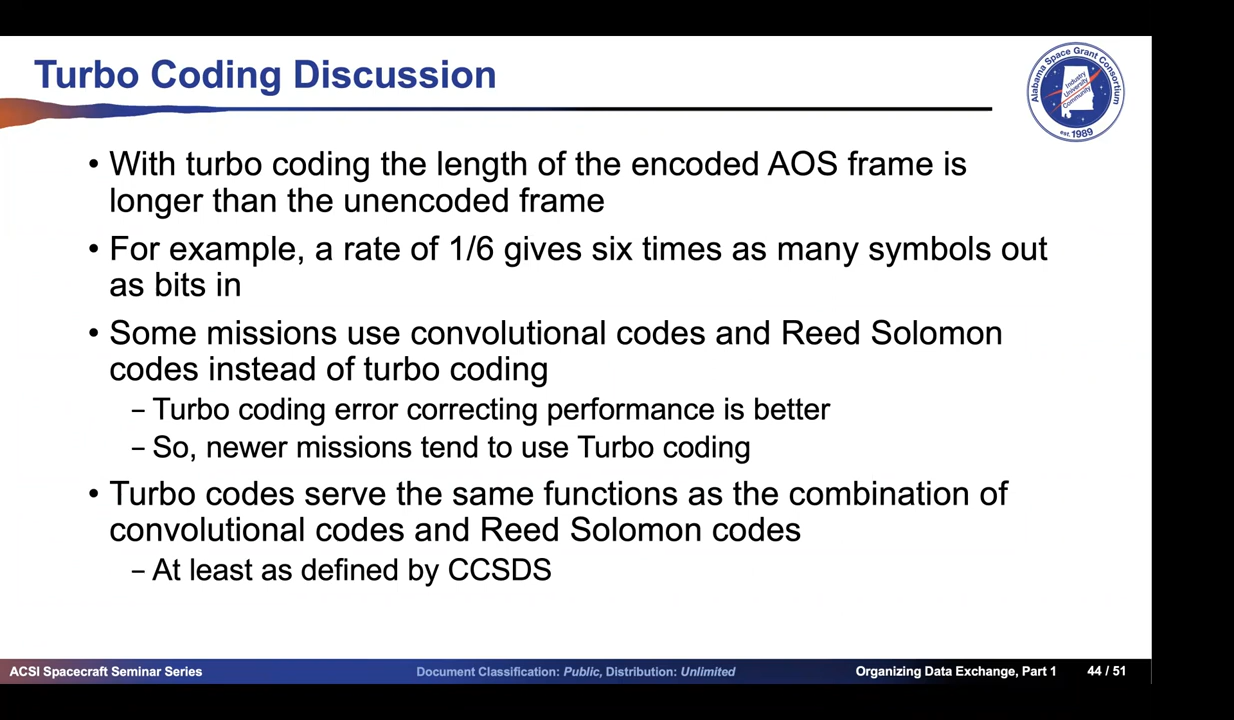 Turbo Coding Discussion
Alabama Space Grant Consortium
Industry
University
Community
est. 1989
• With turbo coding the length of the encoded AOS frame is
longer than the unencoded frame
• For example, a rate of 1/6 gives six times as many symbols out
as bits in
• Some missions use convolutional codes and Reed Solomon
codes instead of turbo coding
– Turbo coding error correcting performance is better
– So, newer missions tend to use Turbo coding
• Turbo codes serve the same functions as the combination of
convolutional codes and Reed Solomon codes
– At least as defined by CCSDS
ACSI Spacecraft Seminar Series
Document Classification: Public, Distribution: Unlimited
Organizing Data Exchange, Part 1
44 / 51